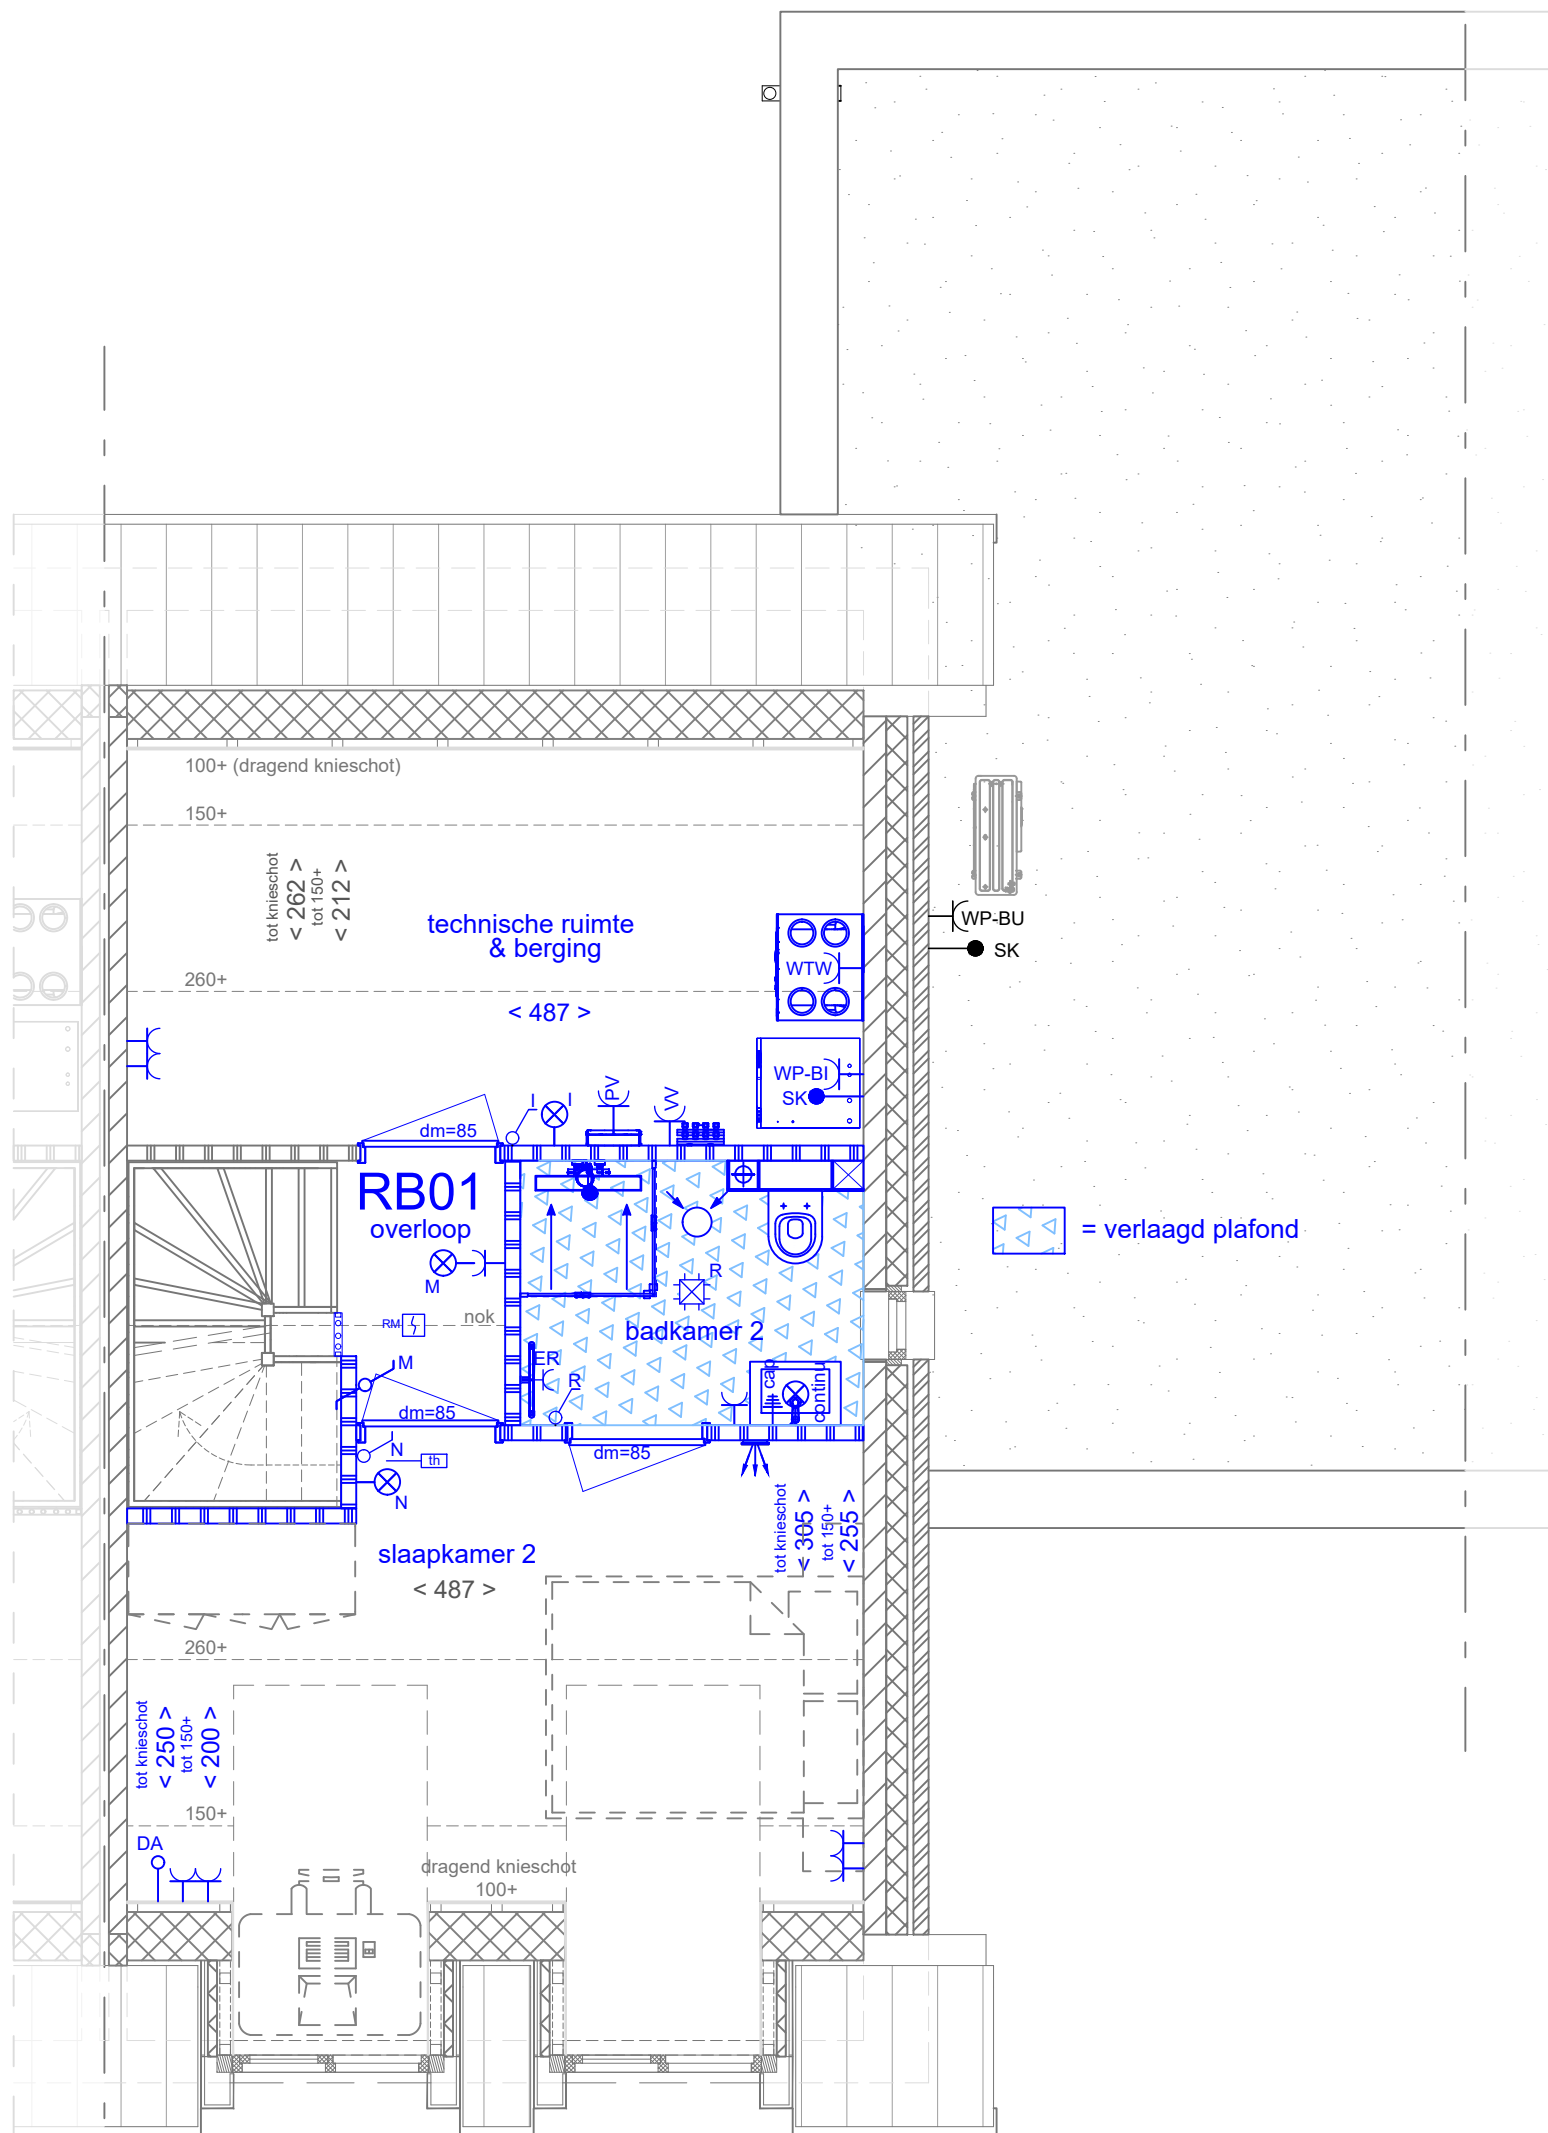 100+ (dragend knieschot)
150+
tot knieschot
< 262 >
tot 150+
< 212 >
technische ruimte
& berging
260+
< 487 >
WTW
WP-BU
SK
WP-BI
SK
PV
VV
I
I
dm=85
RB01
overloop
M
nok
RM
M
dm=85
R
badkamer 2
ER
R
cap
continu
dm=85
= verlaagd plafond
N
th
N
tot knieschot
< 305 >
tot 150+
< 255 >
slaapkamer 2
< 487 >
260+
tot knieschot
< 250 >
tot 150+
< 200 >
150+
DA
dragend knieschot
100+